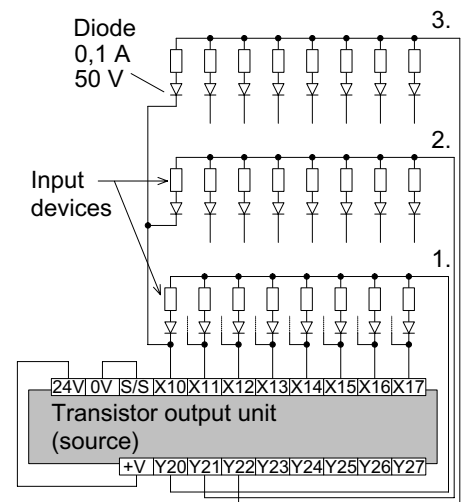 Diode
0,1 A
50 V
3.
2.
Input
devices
1.
24V 0V S/S X10 X11 X12 X13 X14 X15 X16 X17
Transistor output unit
(source)
+V Y20 Y21 Y22 Y23 Y24 Y25 Y26 Y27